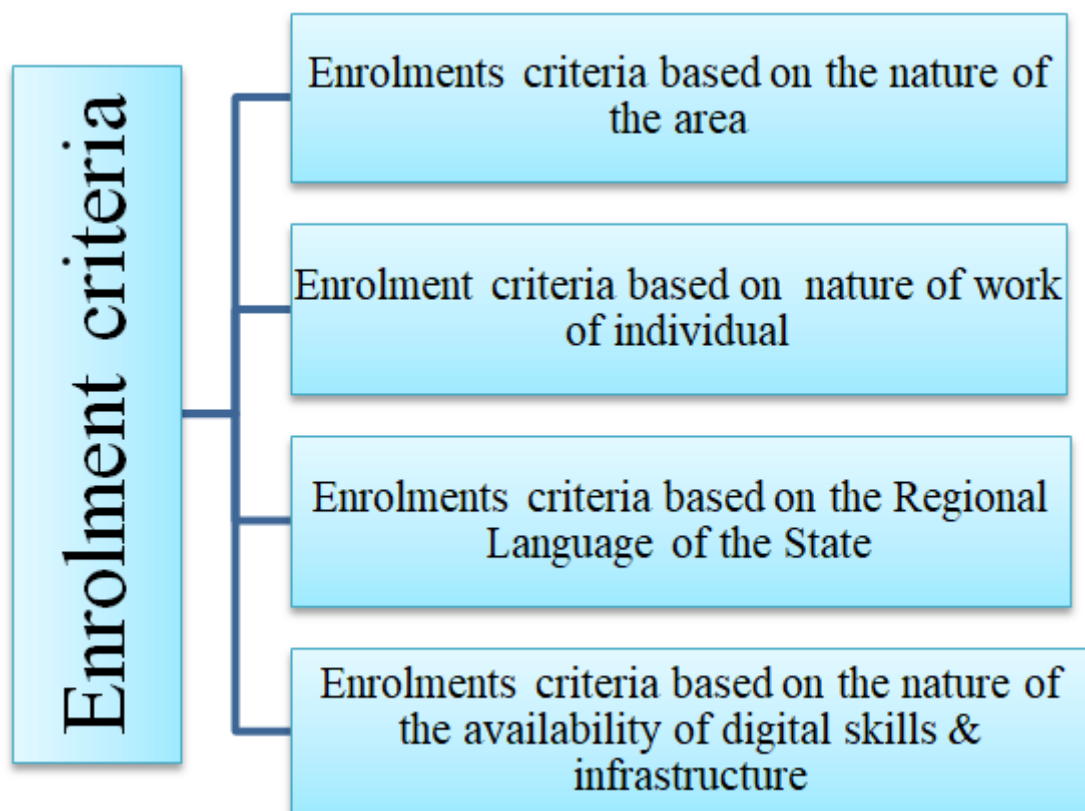 Enrolment criteria
Enrolments criteria based on the nature of
the area
Enrolment criteria based on nature of work
of individual
Enrolments criteria based on the Regional
Language of the State
Enrolments criteria based on the nature of
the availability of digital skills &
infrastructure